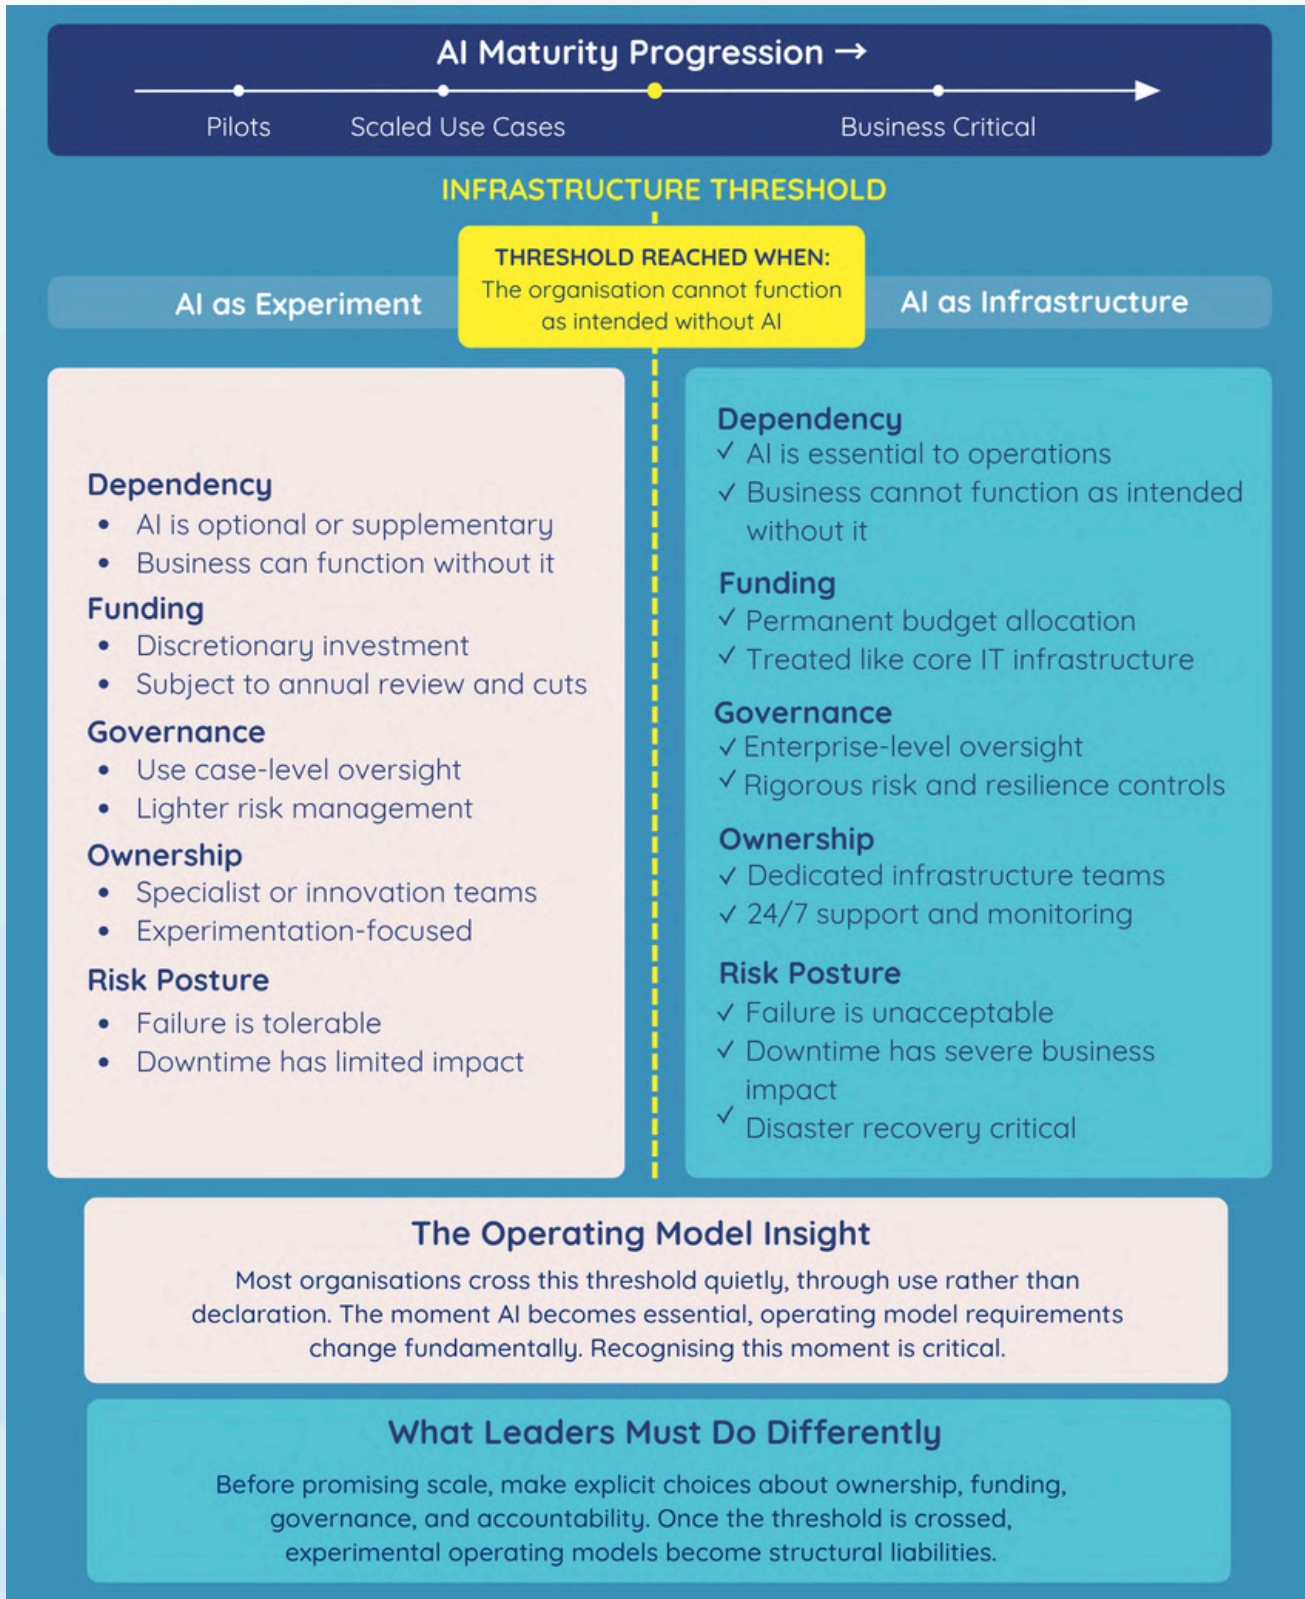 AI Maturity Progression →
Pilots
Scaled Use Cases
Business Critical
INFRASTRUCTURE THRESHOLD
THRESHOLD REACHED WHEN:
The organisation cannot function
as intended without AI
AI as Experiment
AI as Infrastructure
Dependency
• AI is optional or supplementary
• Business can function without it
Funding
• Discretionary investment
• Subject to annual review and cuts
Governance
• Use case-level oversight
• Lighter risk management
Ownership
• Specialist or innovation teams
• Experimentation-focused
Risk Posture
• Failure is tolerable
• Downtime has limited impact
Dependency
✓ AI is essential to operations
✓ Business cannot function as intended
without it
Funding
✓ Permanent budget allocation
✓ Treated like core IT infrastructure
Governance
✓ Enterprise-level oversight
✓ Rigorous risk and resilience controls
Ownership
✓ Dedicated infrastructure teams
✓ 24/7 support and monitoring
Risk Posture
✓ Failure is unacceptable
✓ Downtime has severe business
impact
✓ Disaster recovery critical
The Operating Model Insight
Most organisations cross this threshold quietly, through use rather than
declaration. The moment AI becomes essential, operating model requirements
change fundamentally. Recognising this moment is critical.
What Leaders Must Do Differently
Before promising scale, make explicit choices about ownership, funding,
governance, and accountability. Once the threshold is crossed,
experimental operating models become structural liabilities.